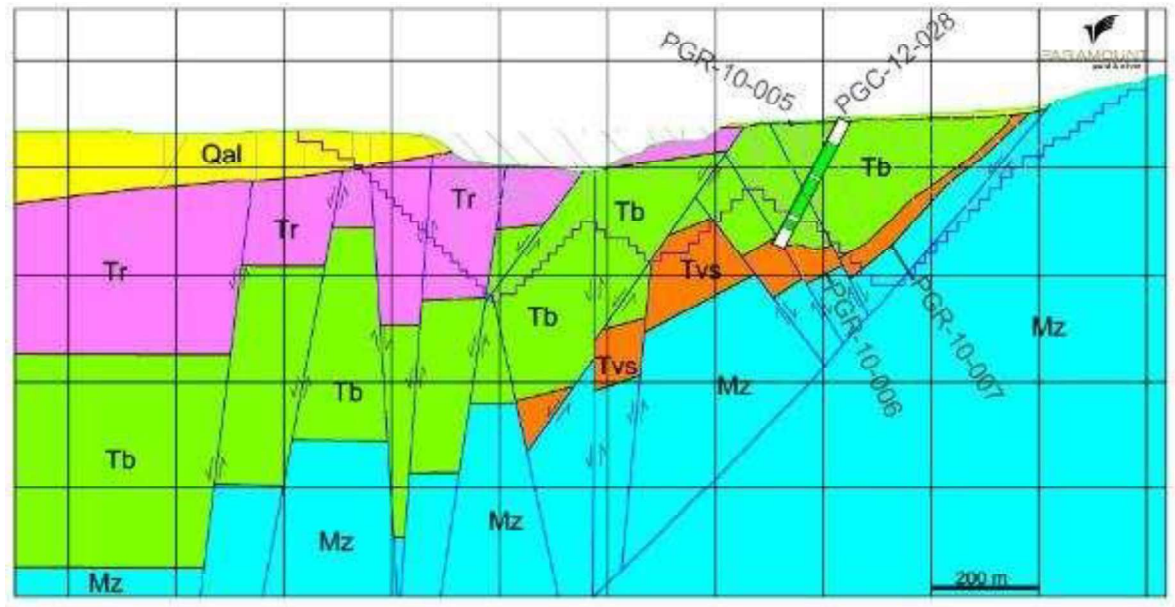 PARAMOUNT
PGR-10-005
PGC-12-028
Qal
Tb
Tr
Tr
Tb
Tr
Tvs
PGR-10-007
Tb
Mz
PGR-10-006
Tvs
Mz
Tb
Tb
Mz
Mz
Mz
200 m